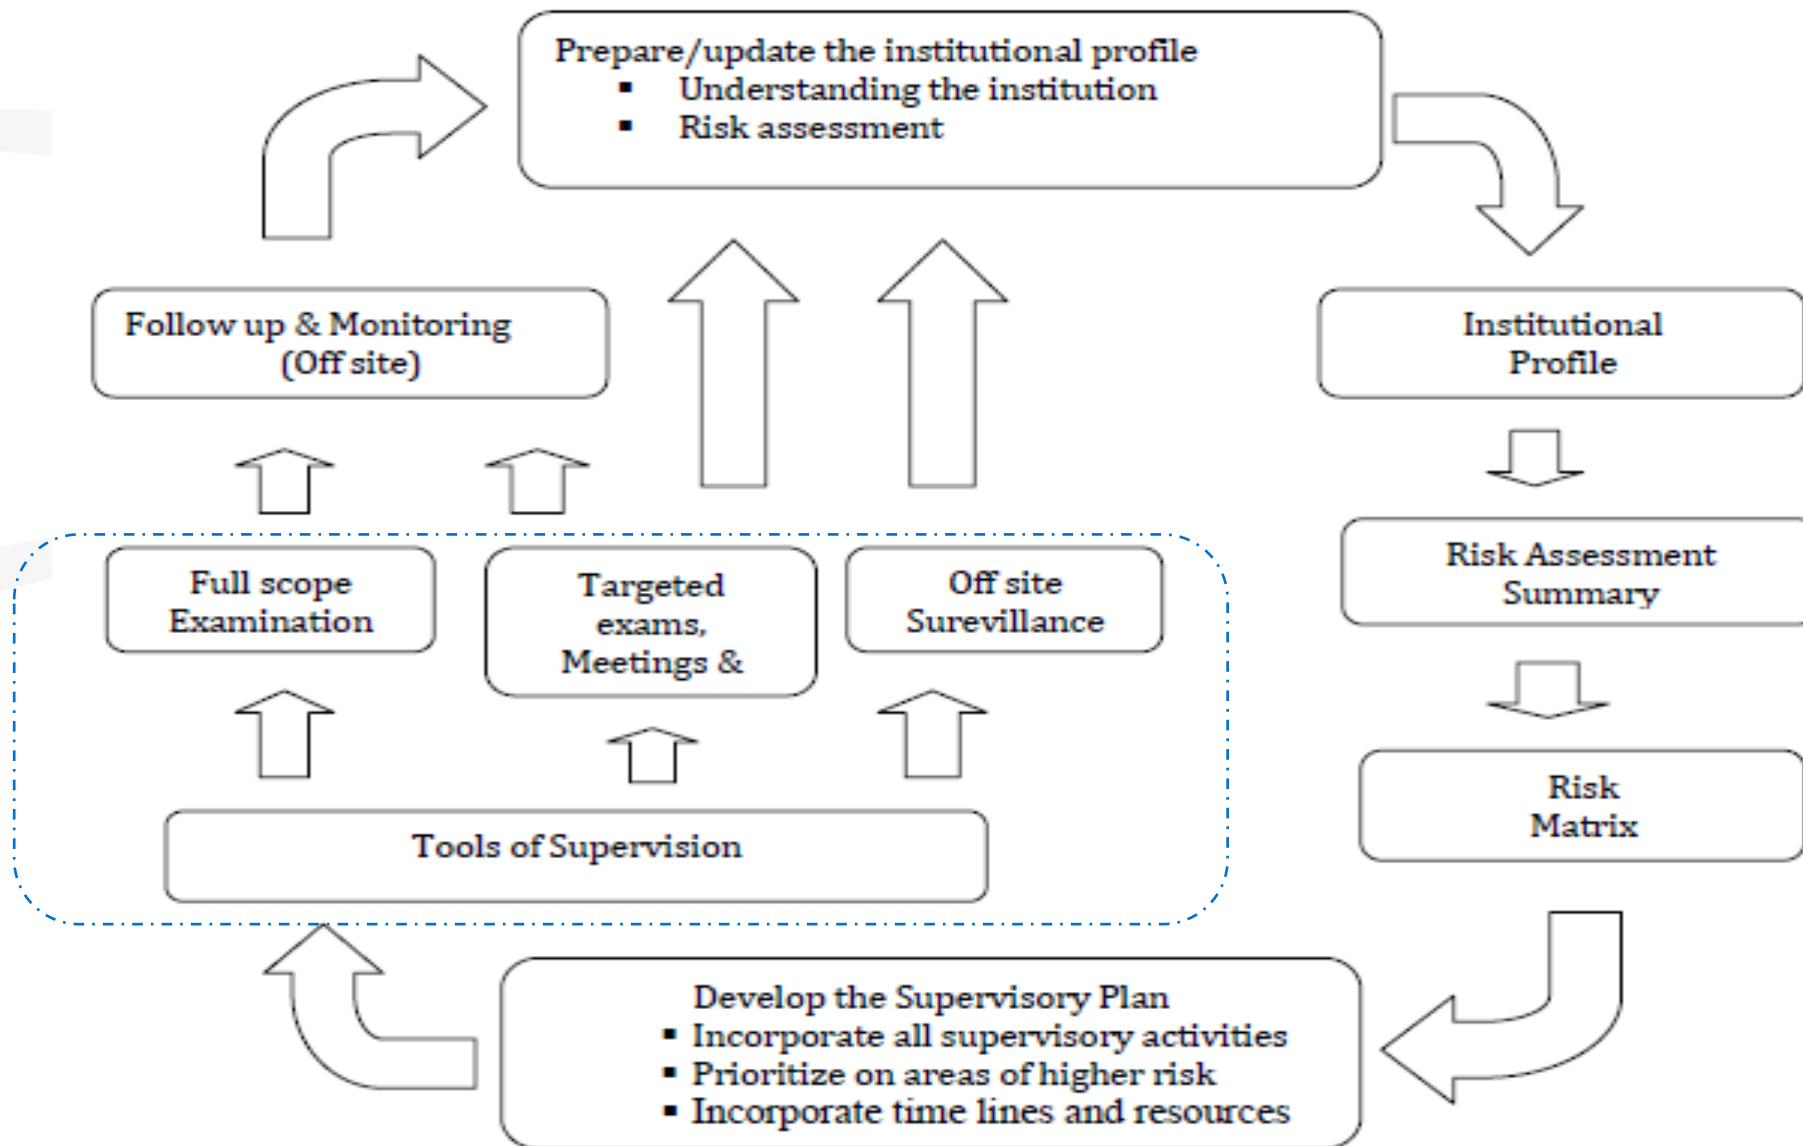 Prepare/update the institutional profile
▪ Understanding the institution
▪ Risk assessment
Follow up & Monitoring
(Off site)
Institutional
Profile
Full scope
Examination
Targeted
exams,
Meetings &
Off site
Surevillance
Risk Assessment
Summary
Risk
Matrix
Tools of Supervision
Develop the Supervisory Plan
▪ Incorporate all supervisory activities
▪ Prioritize on areas of higher risk
▪ Incorporate time lines and resources